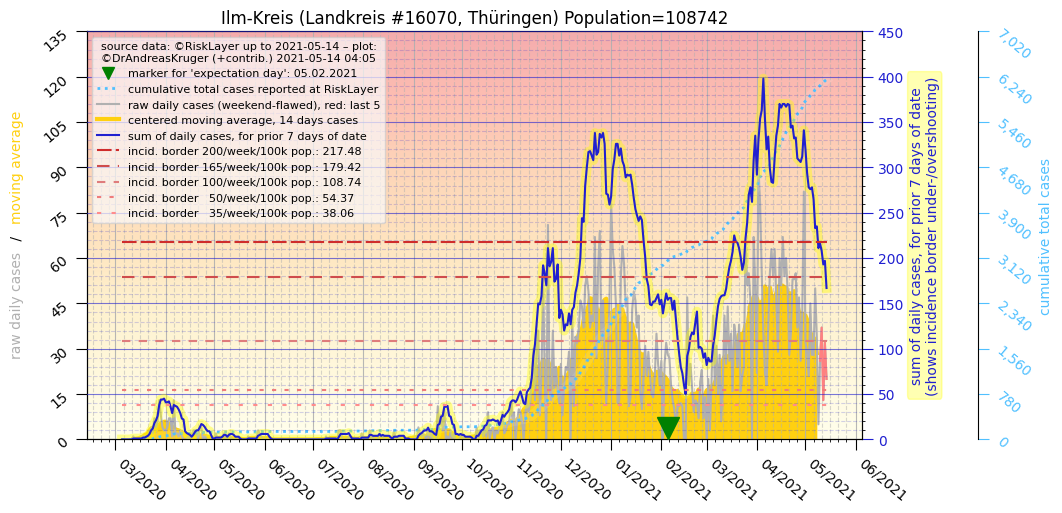 Ilm-Kreis (Landkreis #16070, Thüringen) Population=108742
source data: ©RiskLayer up to 2021-05-14 – plot:
©DrAndreasKruger (+contrib.) 2021-05-14 04:05
marker for 'expectation day': 05.02.2021
cumulative total cases reported at RiskLayer
raw daily cases (weekend-flawed), red: last 5
centered moving average, 14 days cases
sum of daily cases, for prior 7 days of date
incid. border 200/week/100k pop.: 217.48
incid. border 165/week/100k pop.: 179.42
incid. border 100/week/100k pop.: 108.74
incid. border   50/week/100k pop.: 54.37
incid. border   35/week/100k pop.: 38.06
raw daily cases  /  moving average
135
120
105
90
75
60
45
30
15
0
450
400
350
300
250
200
150
100
50
0
sum of daily cases, for prior 7 days of date
(shows incidence border under-/overshooting)
7,020
6,240
5,460
4,680
3,900
3,120
2,340
1,560
780
0
cumulative total cases
03/2020
04/2020
05/2020
06/2020
07/2020
08/2020
09/2020
10/2020
11/2020
12/2020
01/2021
02/2021
03/2021
04/2021
05/2021
06/2021